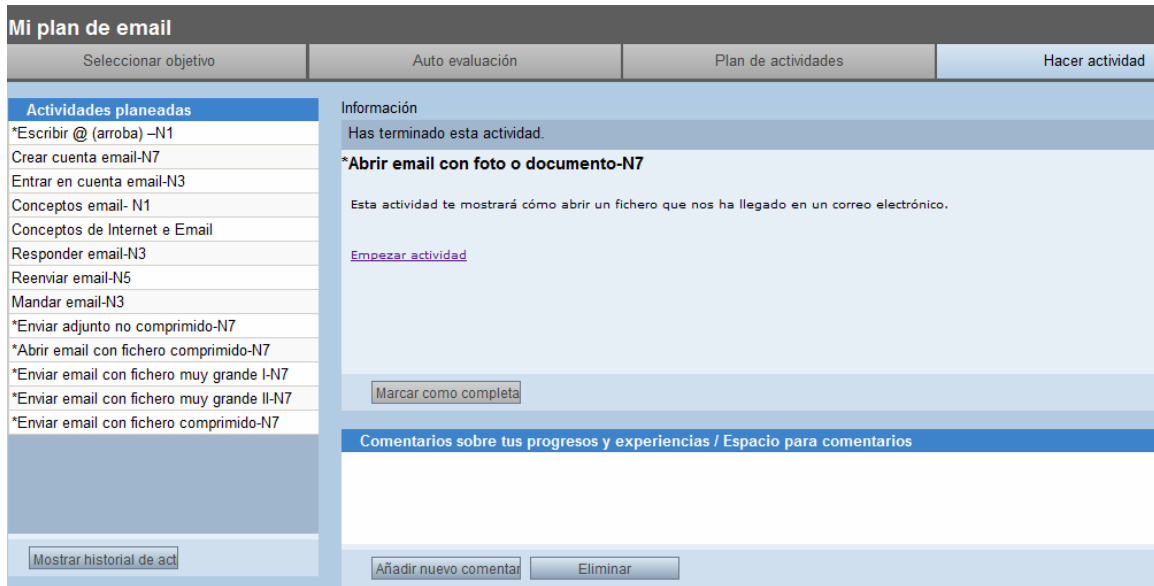 Mi plan de email
Seleccionar objetivo
Auto evaluación
Plan de actividades
Hacer actividad
Actividades planeadas
*Escribir @ (arroba) –N1
Crear cuenta email-N7
Entrar en cuenta email-N3
Conceptos email- N1
Conceptos de Internet e Email
Responder email-N3
Reenviar email-N5
Mandar email-N3
*Enviar adjunto no comprimido-N7
*Abrir email con fichero comprimido-N7
*Enviar email con fichero muy grande I-N7
*Enviar email con fichero muy grande II-N7
*Enviar email con fichero comprimido-N7
Mostrar historial de act
Información
Has terminado esta actividad.
*Abrir email con foto o documento-N7
Esta actividad te mostrará cómo abrir un fichero que nos ha llegado en un correo electrónico.
Empezar actividad
Marcar como completa
Comentarios sobre tus progresos y experiencias / Espacio para comentarios
Añadir nuevo comentar
Eliminar